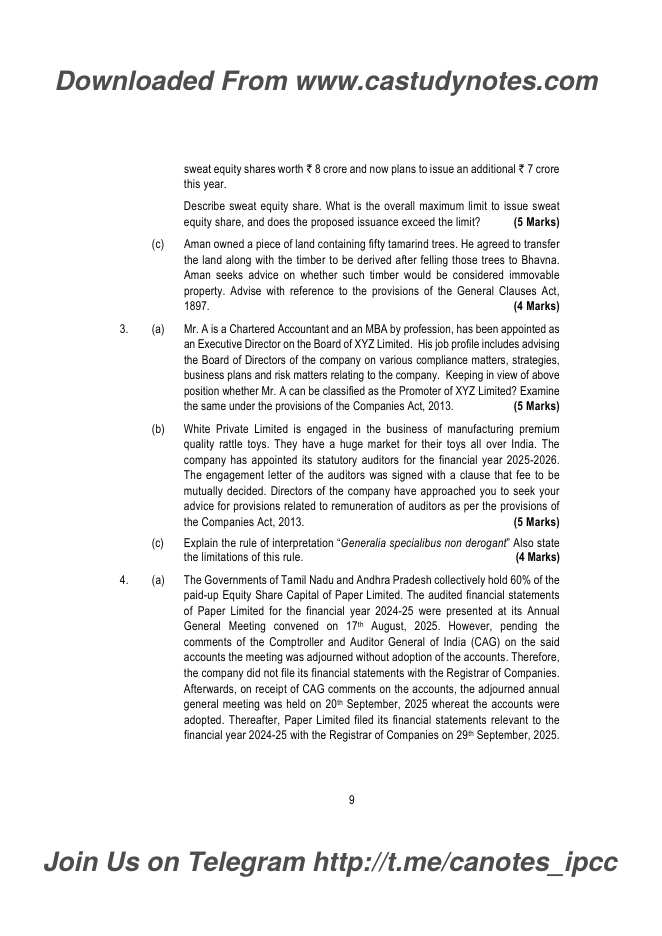 Downloaded From www.castudynotes.com
sweat equity shares worth ₹ 8 crore and now plans to issue an additional ₹ 7 crore
this year.
Describe sweat equity share. What is the overall maximum limit to issue sweat
equity share, and does the proposed issuance exceed the limit? (5 Marks)
(c) Aman owned a piece of land containing fifty tamarind trees. He agreed to transfer
the land along with the timber to be derived after felling those trees to Bhavna.
Aman seeks advice on whether such timber would be considered immovable
property. Advise with reference to the provisions of the General Clauses Act,
1897. (4 Marks)
3. (a) Mr. A is a Chartered Accountant and an MBA by profession, has been appointed as
an Executive Director on the Board of XYZ Limited. His job profile includes advising
the Board of Directors of the company on various compliance matters, strategies,
business plans and risk matters relating to the company. Keeping in view of above
position whether Mr. A can be classified as the Promoter of XYZ Limited? Examine
the same under the provisions of the Companies Act, 2013. (5 Marks)
(b) White Private Limited is engaged in the business of manufacturing premium
quality rattle toys. They have a huge market for their toys all over India. The
company has appointed its statutory auditors for the financial year 2025-2026.
The engagement letter of the auditors was signed with a clause that fee to be
mutually decided. Directors of the company have approached you to seek your
advice for provisions related to remuneration of auditors as per the provisions of
the Companies Act, 2013. (5 Marks)
(c) Explain the rule of interpretation “Generalia specialibus non derogant” Also state
the limitations of this rule. (4 Marks)
4. (a) The Governments of Tamil Nadu and Andhra Pradesh collectively hold 60% of the
paid-up Equity Share Capital of Paper Limited. The audited financial statements
of Paper Limited for the financial year 2024-25 were presented at its Annual
General Meeting convened on 17th August, 2025. However, pending the
comments of the Comptroller and Auditor General of India (CAG) on the said
accounts the meeting was adjourned without adoption of the accounts. Therefore,
the company did not file its financial statements with the Registrar of Companies.
Afterwards, on receipt of CAG comments on the accounts, the adjourned annual
general meeting was held on 20th September, 2025 whereat the accounts were
adopted. Thereafter, Paper Limited filed its financial statements relevant to the
financial year 2024-25 with the Registrar of Companies on 29th September, 2025.
9
Join Us on Telegram http://t.me/canotes_ipcc